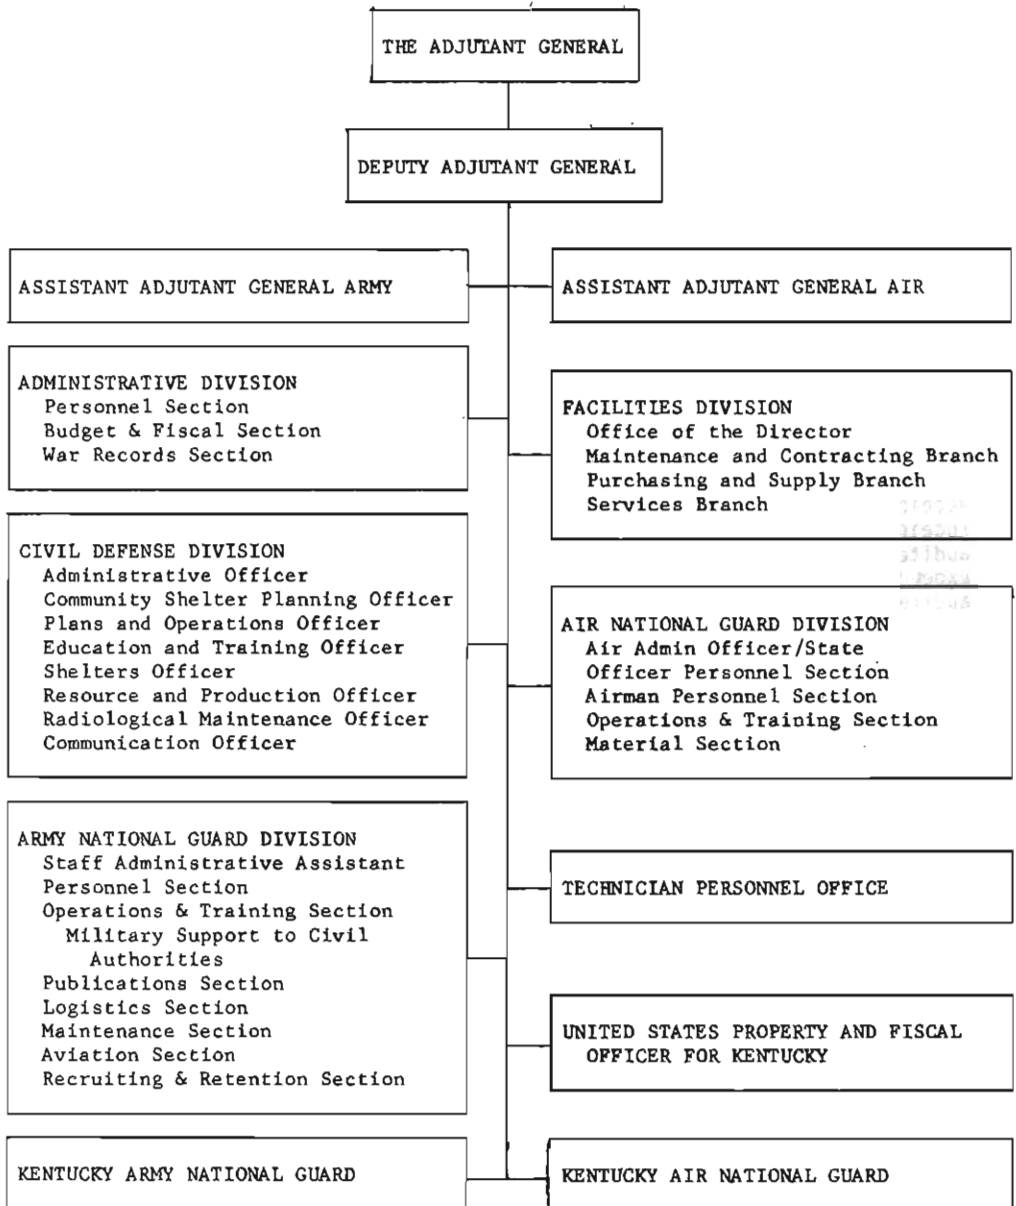 THE ADJUTANT GENERAL
DEPUTY ADJUTANT GENERAL
ASSISTANT ADJUTANT GENERAL ARMY
ASSISTANT ADJUTANT GENERAL AIR
ADMINISTRATIVE DIVISION
Personnel Section
Budget & Fiscal Section
War Records Section
FACILITIES DIVISION
Office of the Director
Maintenance and Contracting Branch
Purchasing and Supply Branch
Services Branch
CIVIL DEFENSE DIVISION
Administrative Officer
Community Shelter Planning Officer
Plans and Operations Officer
Education and Training Officer
Shelters Officer
Resource and Production Officer
Radiological Maintenance Officer
Communication Officer
AIR NATIONAL GUARD DIVISION
Air Admin Officer/State
Officer Personnel Section
Airman Personnel Section
Operations & Training Section
Material Section
ARMY NATIONAL GUARD DIVISION
Staff Administrative Assistant
Personnel Section
Operations & Training Section
Military Support to Civil
Authorities
Publications Section
Logistics Section
Maintenance Section
Aviation Section
Recruiting & Retention Section
TECHNICIAN PERSONNEL OFFICE
UNITED STATES PROPERTY AND FISCAL
OFFICER FOR KENTUCKY
KENTUCKY ARMY NATIONAL GUARD
KENTUCKY AIR NATIONAL GUARD